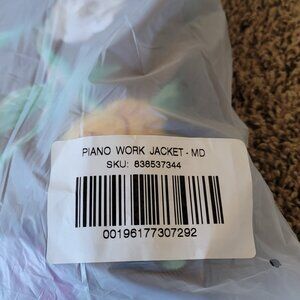 PIANO WORK JACKET - MD
SKU: 838537344
00196177307292